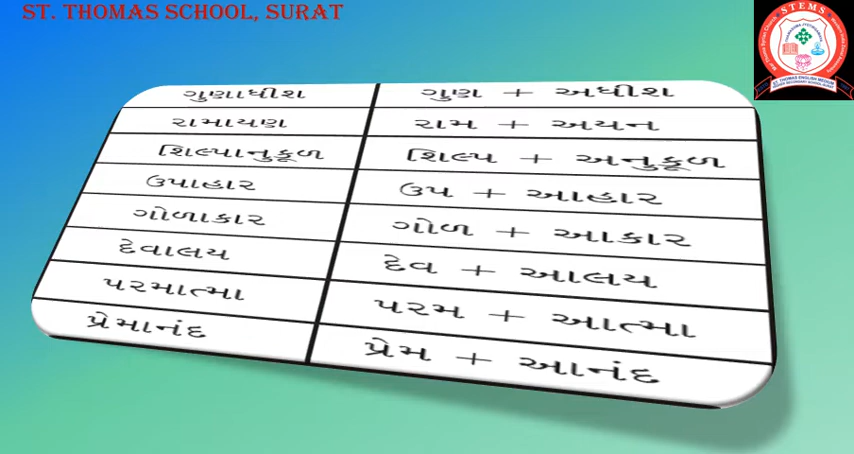 ST. THOMAS SCHOOL, SURAT
STEMS
ગુણાધીશ ગુણ + અધીશ
રામાયણ રામ + અયન
શિલ્પાનુકૂળ શિલ્પ + અનુકૂળ
ઉપાહાર ઉપ + આહાર
ગોળાકાર ગોળ + આકાર
દેવાલય દેવ + આલય
પરમાત્મા પરમ + આત્મા
પ્રેમાનંદ પ્રેમ + આનંદ